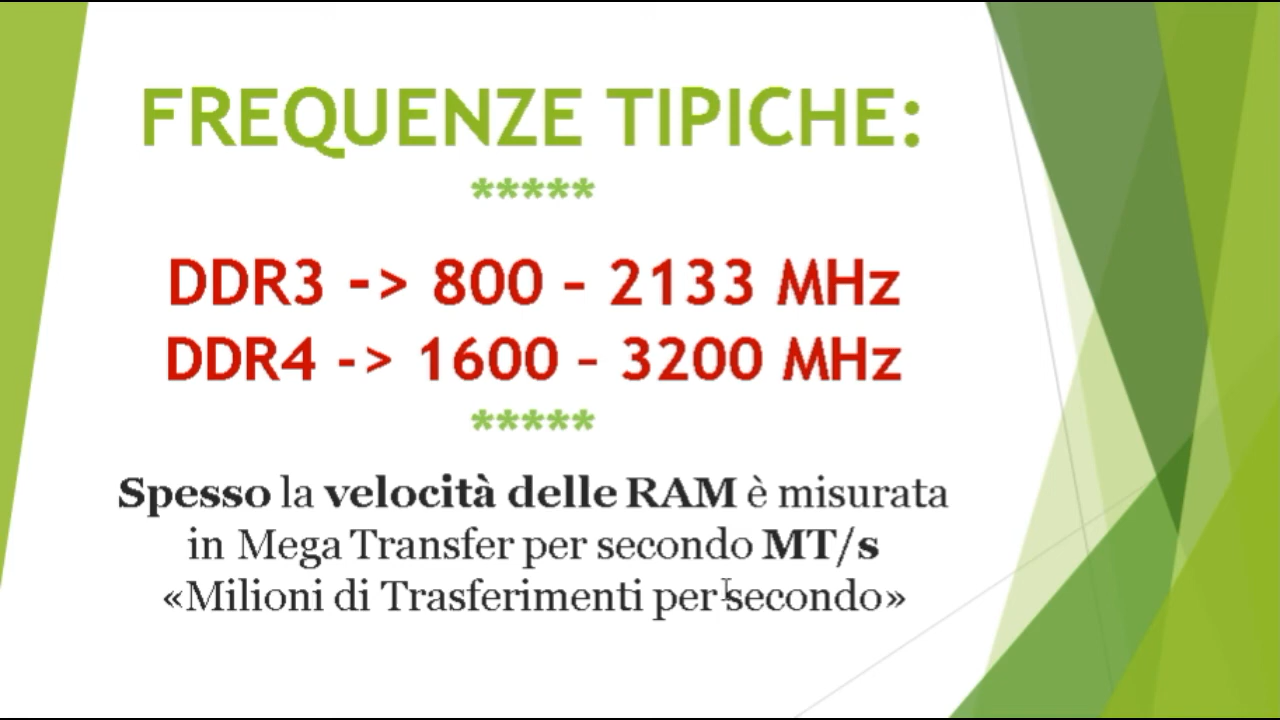 FREQUENZE TIPICHE:
*****
DDR3 -> 800 – 2133 MHz
DDR4 -> 1600 – 3200 MHz
*****
Spesso la velocità delle RAM è misurata
in Mega Transfer per secondo MT/s
«Milioni di Trasferimenti per secondo»